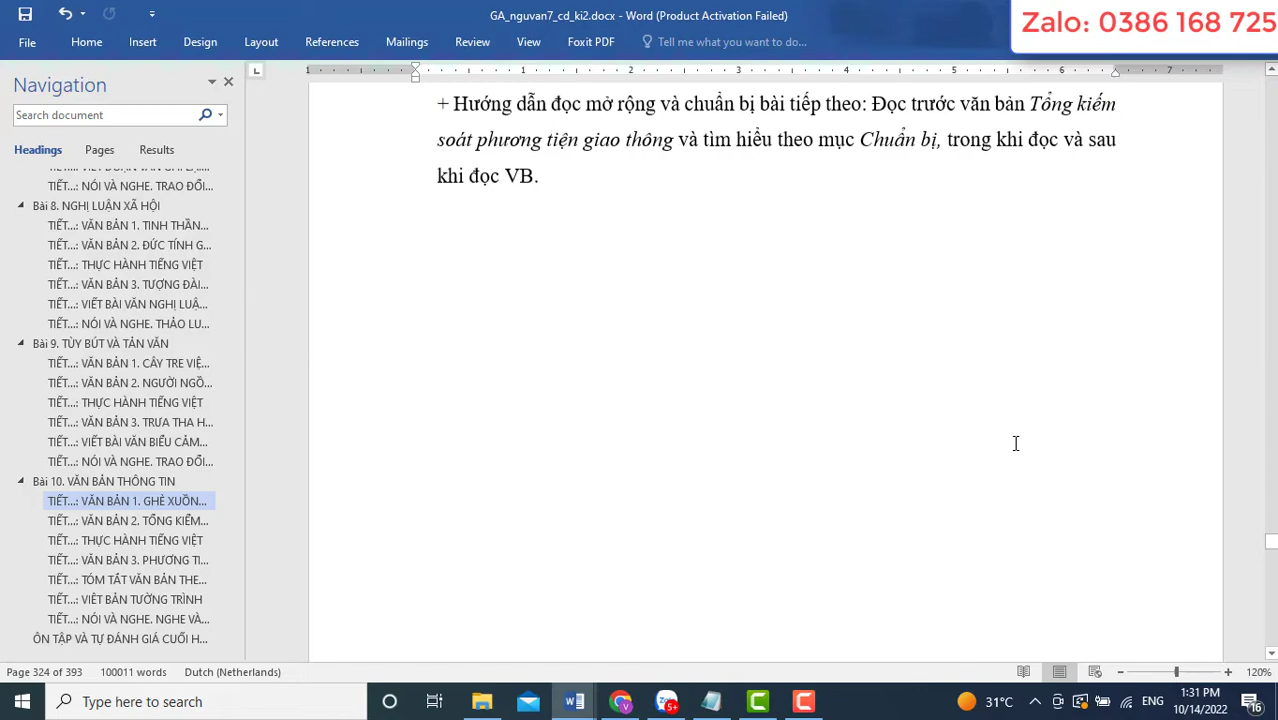 GA_nguvan7_cd_ki2.docx - Word (Product Activation Failed)
Zalo: 0386 168 725
File Home Insert Design Layout References Mailings Review View Foxit PDF Tell me what you want to do...
Navigation
Search document
Headings Pages Results
TIẾT...: NÓI VÀ NGHE. TRAO ĐỔI...
Bài 8. NGHỊ LUẬN XÃ HỘI
TIẾT...: VĂN BẢN 1. TINH THẦN...
TIẾT...: VĂN BẢN 2. ĐỨC TÍNH G...
TIẾT...: THỰC HÀNH TIẾNG VIỆT
TIẾT...: VĂN BẢN 3. TƯỢNG ĐÀI...
TIẾT...: VIẾT BÀI VĂN NGHỊ LUẬ...
TIẾT...: NÓI VÀ NGHE. THẢO LU...
Bài 9. TÙY BÚT VÀ TẢN VĂN
TIẾT...: VĂN BẢN 1. CÂY TRE VIỆ...
TIẾT...: VĂN BẢN 2. NGƯỜI NGỒ...
TIẾT...: THỰC HÀNH TIẾNG VIỆT
TIẾT...: VĂN BẢN 3. TRƯA THA H...
TIẾT...: VIẾT BÀI VĂN BIỂU CẢM...
TIẾT...: NÓI VÀ NGHE. TRAO ĐỔI...
Bài 10. VĂN BẢN THÔNG TIN
TIẾT...: VĂN BẢN 1. GHE XUỒN...
TIẾT...: VĂN BẢN 2. TỔNG KIỂM...
TIẾT...: THỰC HÀNH TIẾNG VIỆT
TIẾT...: VĂN BẢN 3. PHƯƠNG TI...
TIẾT...: TÓM TẮT VĂN BẢN THE...
TIẾT...: VIẾT BẢN TƯỜNG TRÌNH
TIẾT...: NÓI VÀ NGHE. NGHE VÀ...
ÔN TẬP VÀ TỰ ĐÁNH GIÁ CUỐI H...
1 1 2 3 4 5 6 7
+ Hướng dẫn đọc mở rộng và chuẩn bị bài tiếp theo: Đọc trước văn bản Tổng kiểm
soát phương tiện giao thông và tìm hiểu theo mục Chuẩn bị, trong khi đọc và sau
khi đọc VB.
Page 324 of 393 100011 words Dutch (Netherlands) 120%
Type here to search
5+
31°C
1:31 PM
10/14/2022
16